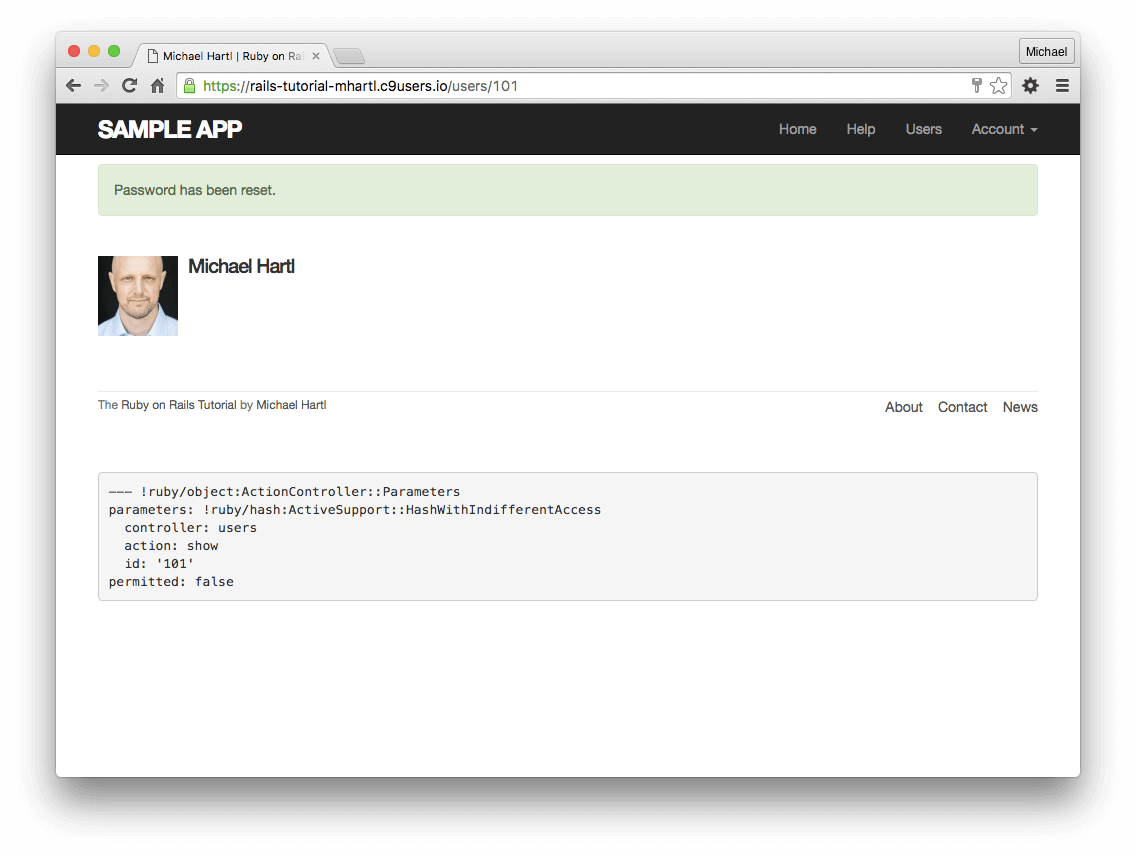 Michael Hartl | Ruby on Ra
Michael
https://rails-tutorial-mhartl.c9users.io/users/101
SAMPLE APP
Home Help Users Account
Password has been reset.
Michael Hartl
The Ruby on Rails Tutorial by Michael Hartl
About Contact News
--- !ruby/object:ActionController::Parameters
parameters: !ruby/hash:ActiveSupport::HashWithIndifferentAccess
  controller: users
  action: show
  id: '101'
permitted: false